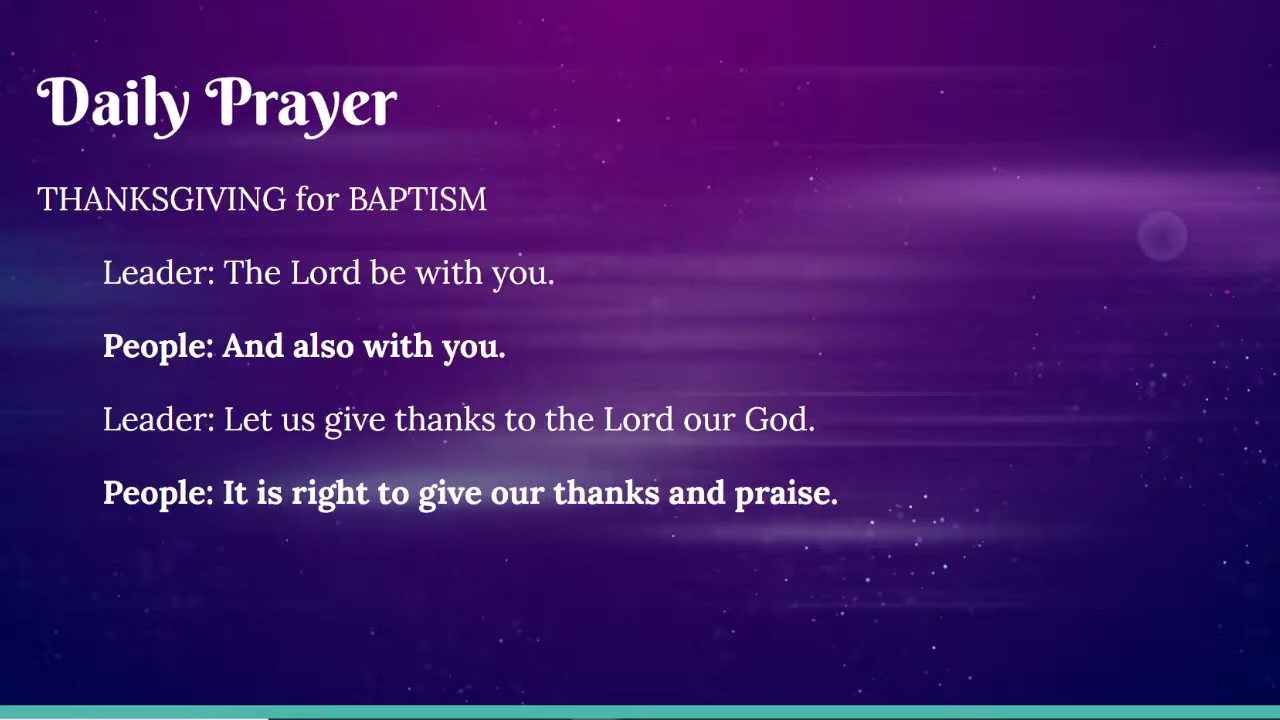 Daily Prayer
THANKSGIVING for BAPTISM
Leader: The Lord be with you.
People: And also with you.
Leader: Let us give thanks to the Lord our God.
People: It is right to give our thanks and praise.